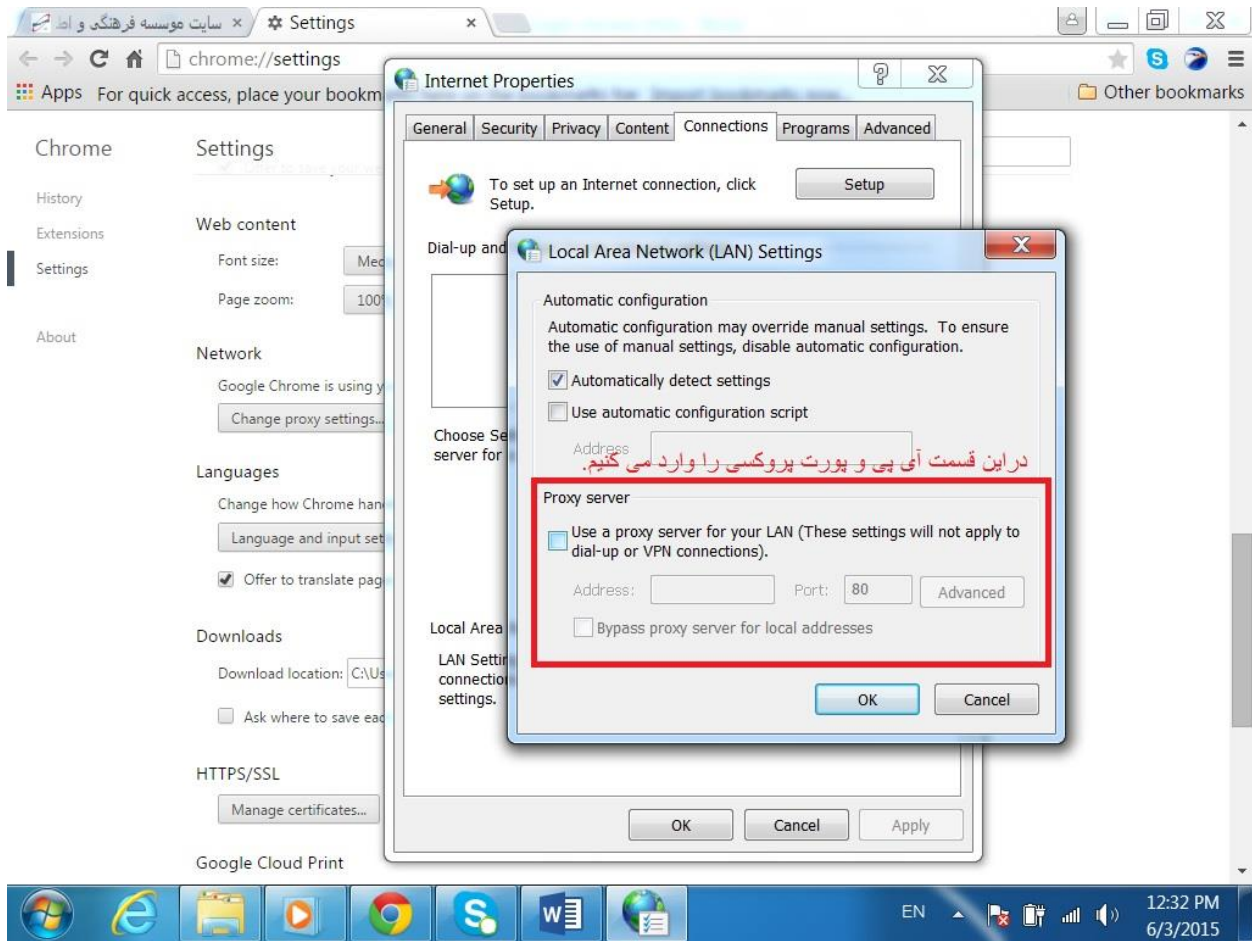 سایت موسسه فرهنگی و اط
Settings
chrome://settings
Apps For quick access, place your bookm
Other bookmarks
Chrome
History
Extensions
Settings
About
Settings
Web content
Font size: Med
Page zoom: 100%
Network
Google Chrome is using y
Change proxy settings...
Languages
Change how Chrome han
Language and input set
Offer to translate pag
Downloads
Download location: C:\Us
Ask where to save eac
HTTPS/SSL
Manage certificates...
Google Cloud Print
Internet Properties
General Security Privacy Content Connections Programs Advanced
To set up an Internet connection, click
Setup.
Setup
Dial-up and
Choose Se
server for
Local Area
LAN Settin
connection
settings.
OK Cancel Apply
Local Area Network (LAN) Settings
Automatic configuration
Automatic configuration may override manual settings. To ensure
the use of manual settings, disable automatic configuration.
Automatically detect settings
Use automatic configuration script
Address
در این قسمت آی پی و پورت پروکسی را وارد می کنیم.
Proxy server
Use a proxy server for your LAN (These settings will not apply to
dial-up or VPN connections).
Address: Port: 80 Advanced
Bypass proxy server for local addresses
OK Cancel
EN
12:32 PM
6/3/2015